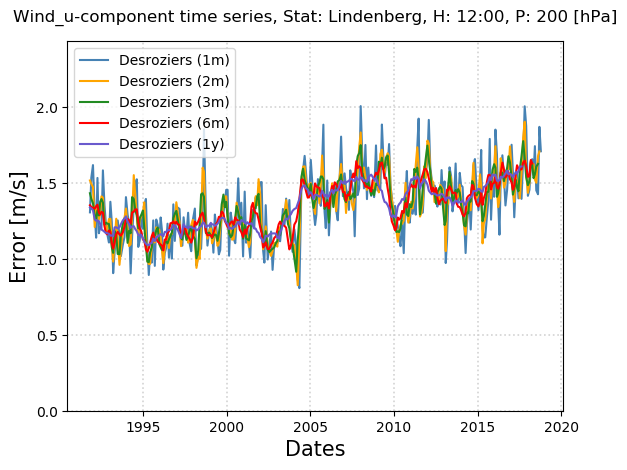 Wind_u-component time series, Stat: Lindenberg, H: 12:00, P: 200 [hPa]
Desroziers (1m)
Desroziers (2m)
Desroziers (3m)
Desroziers (6m)
Desroziers (1y)
Error [m/s]
2.0
1.5
1.0
0.5
0.0
1995 2000 2005 2010 2015 2020
Dates